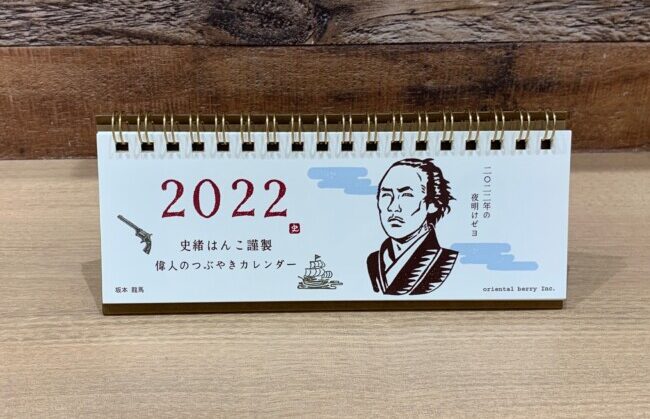 2022
史
史緒はんこ謹製
偉人のつぶやきカレンダー
坂本 龍馬
二〇二二年の
夜明けゼヨ
oriental berry Inc.